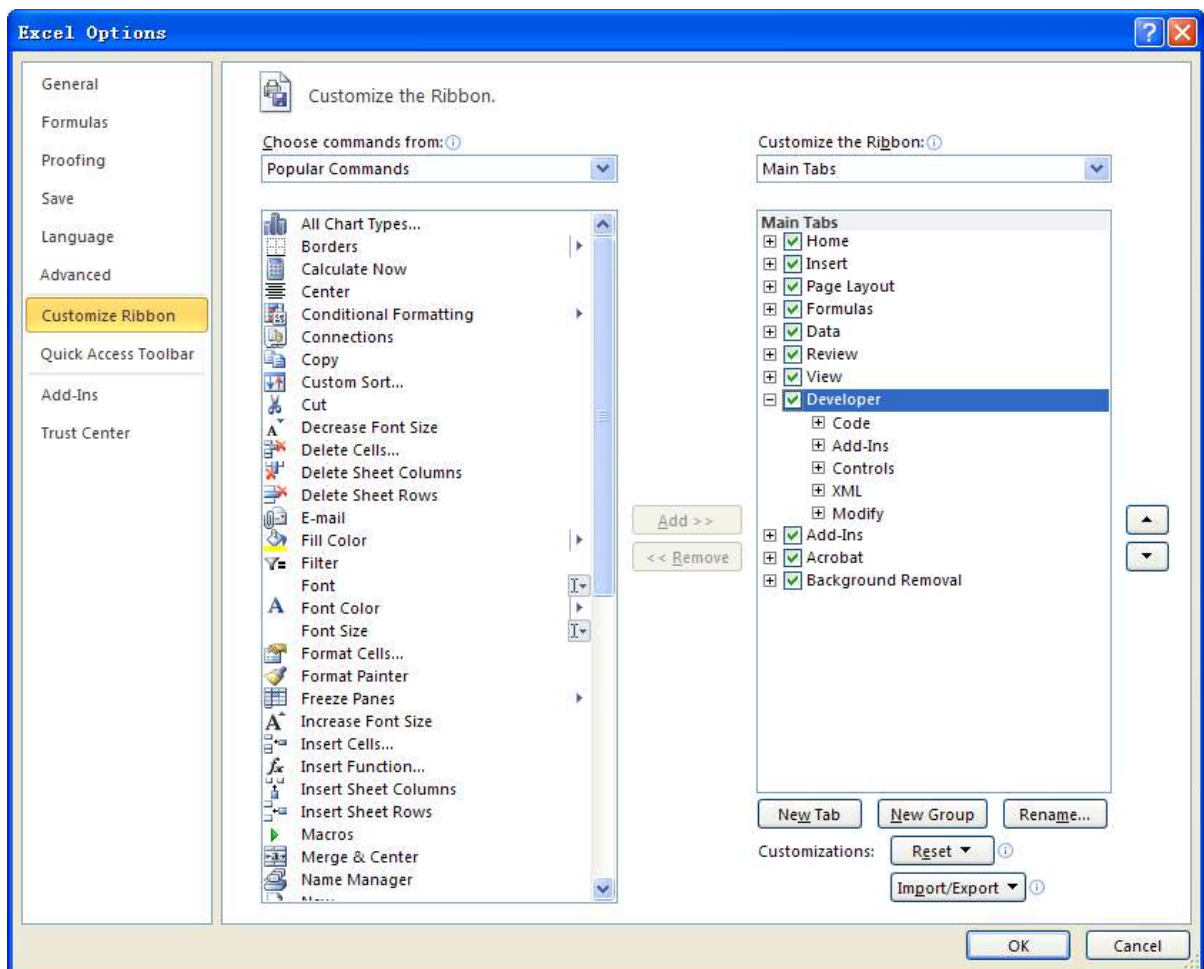 Excel Options
General
Formulas
Proofing
Save
Language
Advanced
Customize Ribbon
Quick Access Toolbar
Add-Ins
Trust Center
Customize the Ribbon.
Choose commands from:
Popular Commands
All Chart Types...
Borders
Calculate Now
Center
Conditional Formatting
Connections
Copy
Custom Sort...
Cut
Decrease Font Size
Delete Cells...
Delete Sheet Columns
Delete Sheet Rows
E-mail
Fill Color
Filter
Font
Font Color
Font Size
Format Cells...
Format Painter
Freeze Panes
Increase Font Size
Insert Cells...
Insert Function...
Insert Sheet Columns
Insert Sheet Rows
Macros
Merge & Center
Name Manager
Add >>
<< Remove
Customize the Ribbon:
Main Tabs
Main Tabs
Home
Insert
Page Layout
Formulas
Data
Review
View
Developer
Code
Add-Ins
Controls
XML
Modify
Add-Ins
Acrobat
Background Removal
New Tab
New Group
Rename...
Customizations:
Reset
Import/Export
OK
Cancel